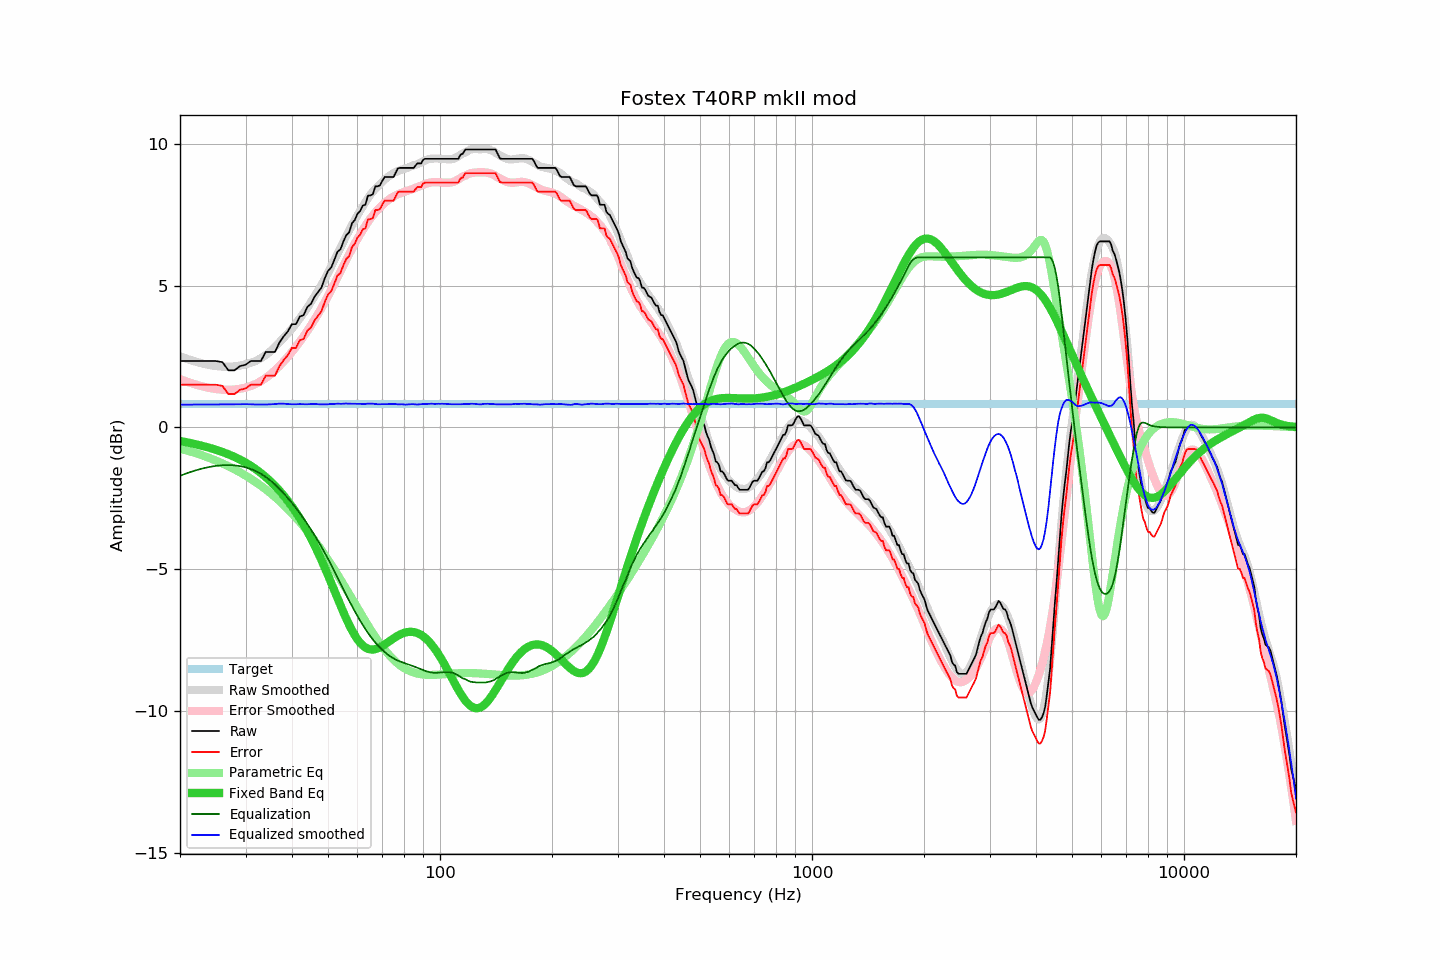 Fostex T40RP mkII mod
10
5
0
−5
−10
−15
Amplitude (dBr)
Target
Raw Smoothed
Error Smoothed
Raw
Error
Parametric Eq
Fixed Band Eq
Equalization
Equalized smoothed
100
1000
10000
Frequency (Hz)